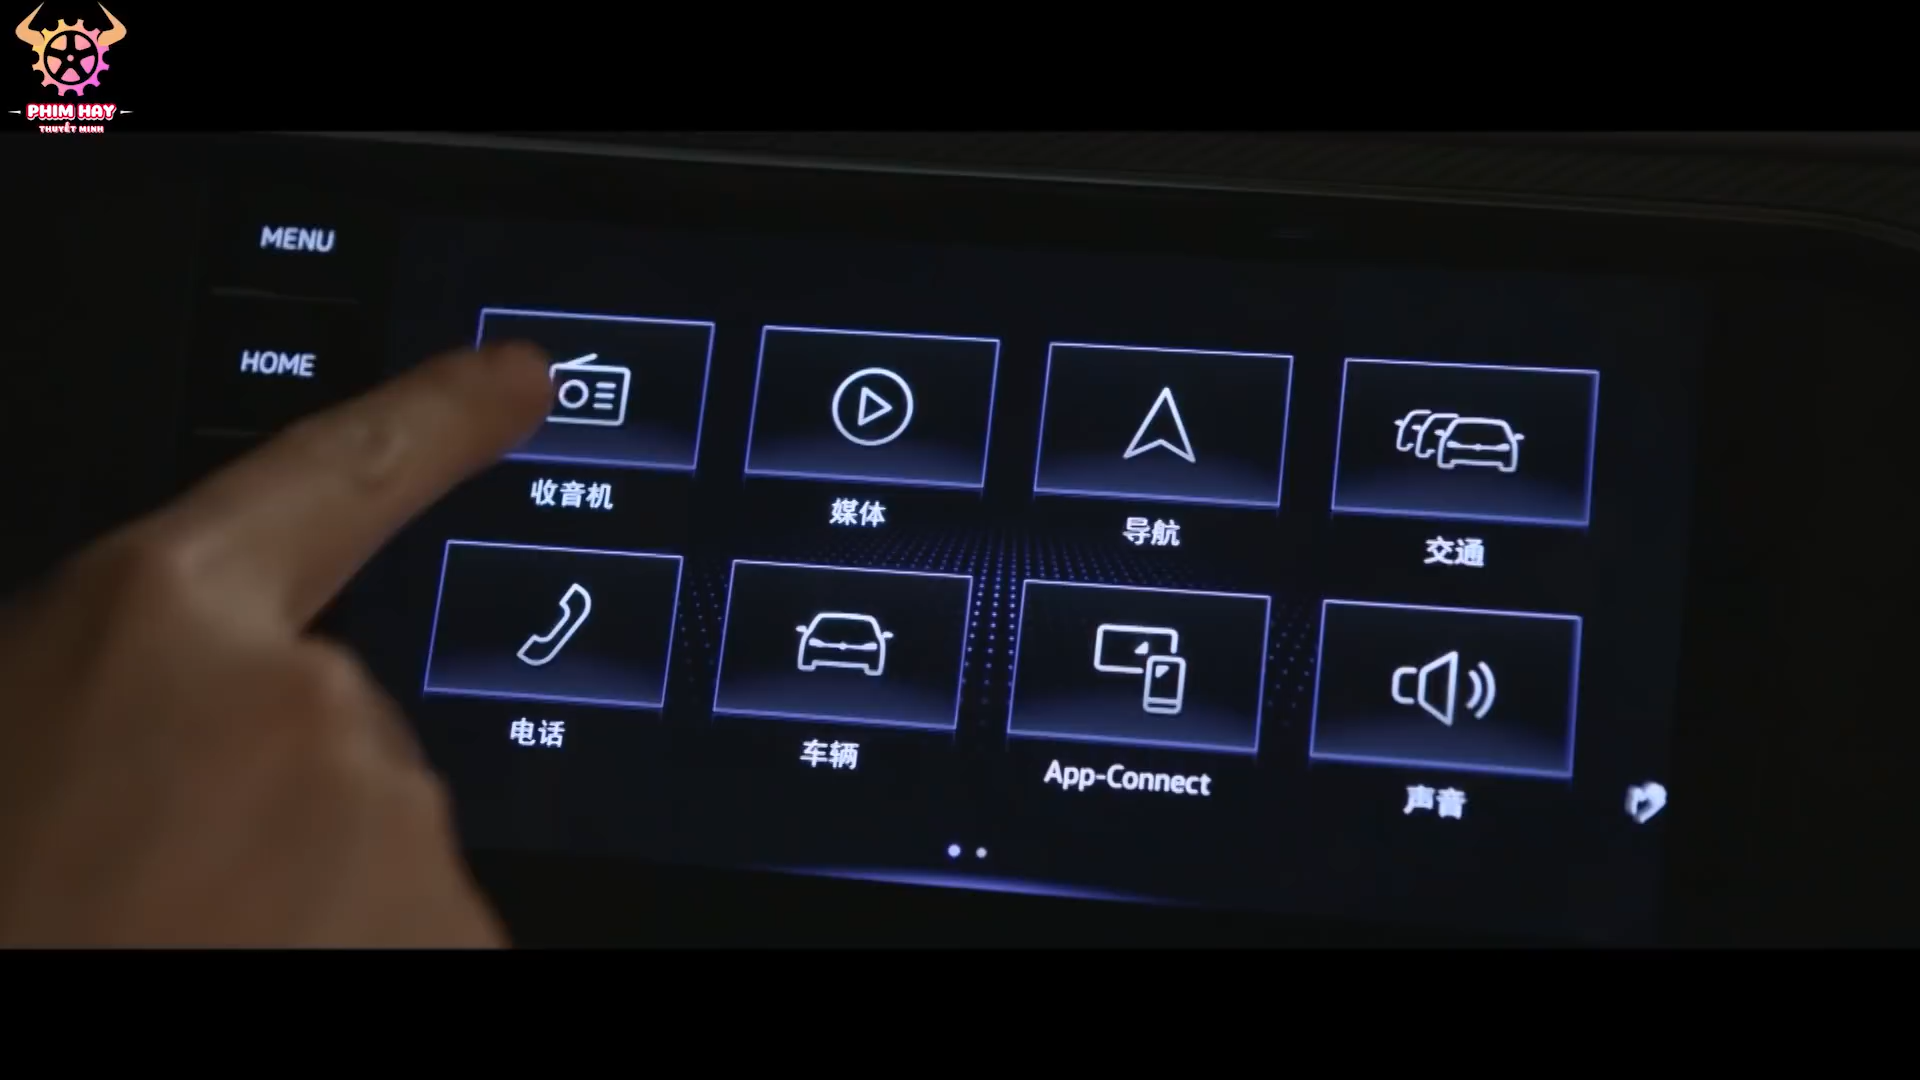 PHIM HAY
THUYẾT MINH
MENU
HOME
收音机
媒体
导航
交通
电话
车辆
App-Connect
声音